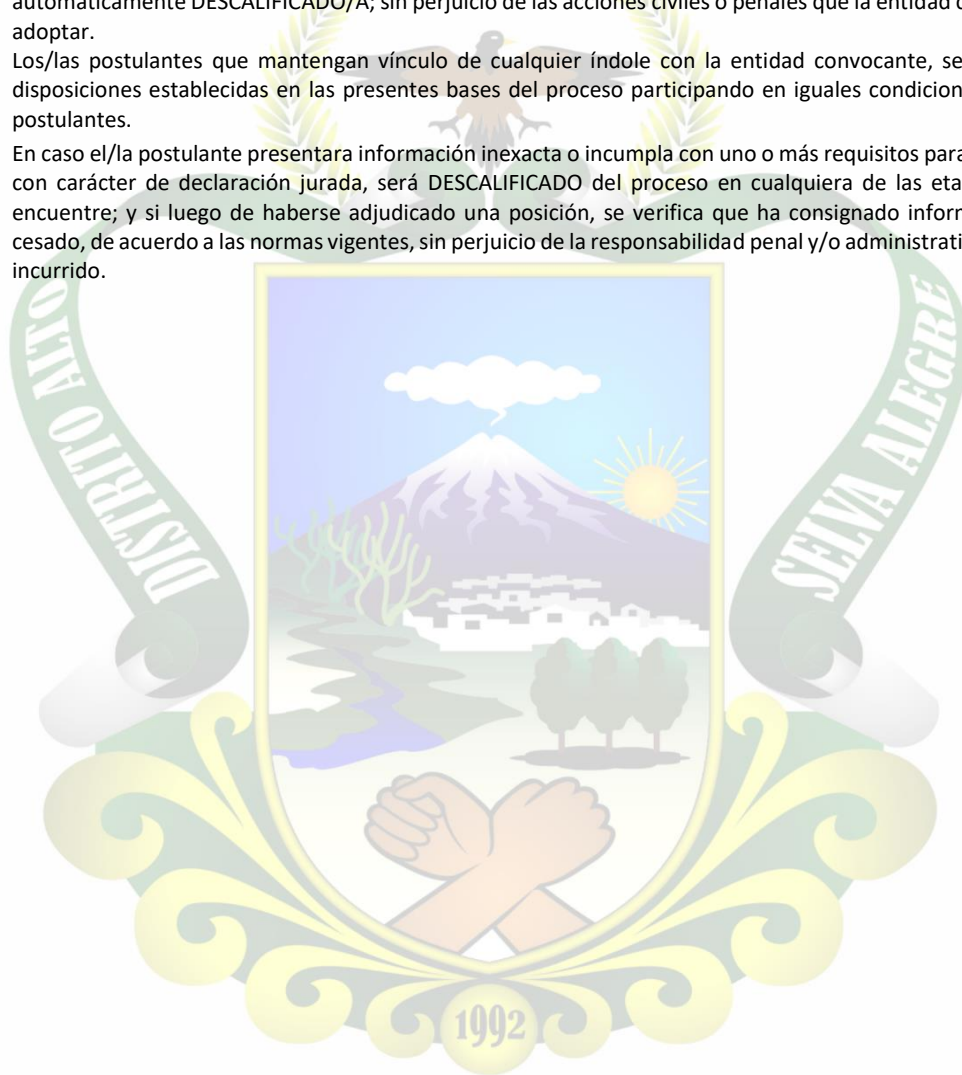 automáticamente DESCALIFICADO/A; sin perjuicio de las acciones civiles o penales que la entidad
adoptar.
Los/las postulantes que mantengan vínculo de cualquier índole con la entidad convocante,
disposiciones establecidas en las presentes bases del proceso participando en iguales
postulantes.
En caso el/la postulante presentara información inexacta o incumpla con uno o más requisitos para
con carácter de declaración jurada, será DESCALIFICADO del proceso en cualquiera de las
encuentre; y si luego de haberse adjudicado una posición, se verifica que ha consignado
cesado, de acuerdo a las normas vigentes, sin perjuicio de la responsabilidad penal y/o
incurrido.
DISTRITO ALTO
SELVA ALEGRE
1992